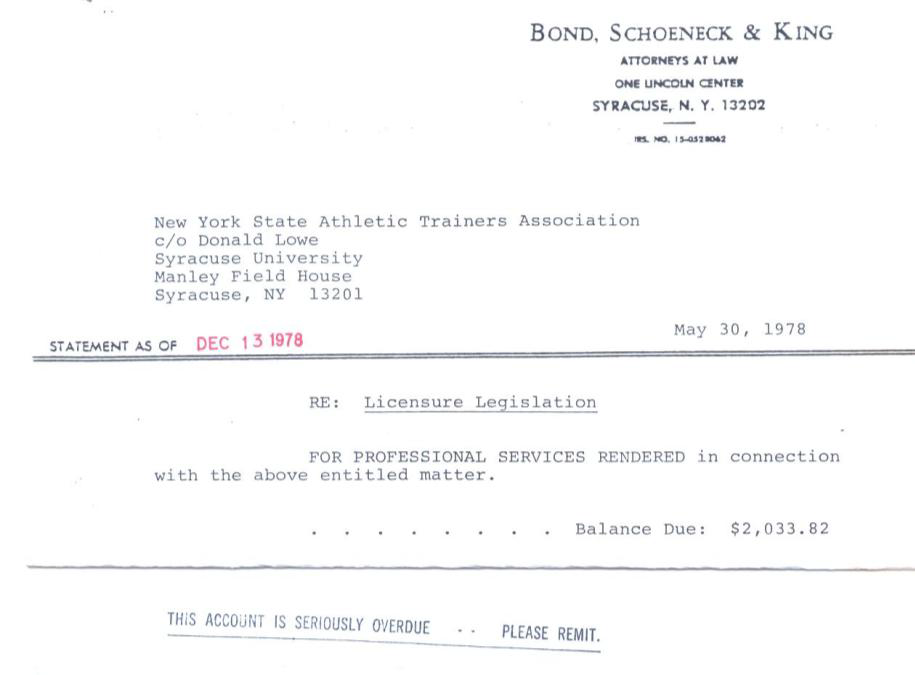 BOND, SCHOENECK & KING
ATTORNEYS AT LAW
ONE LINCOLN CENTER
SYRACUSE, N. Y. 13202
IRS. NO. 15-0528062
New York State Athletic Trainers Association
c/o Donald Lowe
Syracuse University
Manley Field House
Syracuse, NY 13201
May 30, 1978
STATEMENT AS OF DEC 13 1978
RE: Licensure Legislation
FOR PROFESSIONAL SERVICES RENDERED in connection
with the above entitled matter.
. . . . . . . . Balance Due: $2,033.82
THIS ACCOUNT IS SERIOUSLY OVERDUE - - PLEASE REMIT.